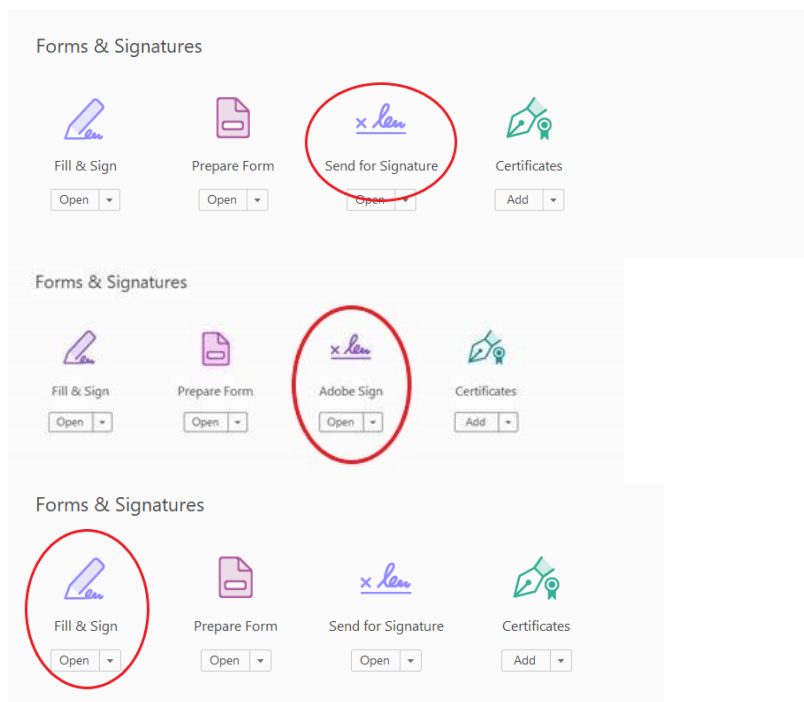 Forms & Signatures
Fill & Sign Prepare Form Send for Signature Certificates
Open Open Open Add
Forms & Signatures
Fill & Sign Prepare Form Adobe Sign Certificates
Open Open Open Add
Forms & Signatures
Fill & Sign Prepare Form Send for Signature Certificates
Open Open Open Add